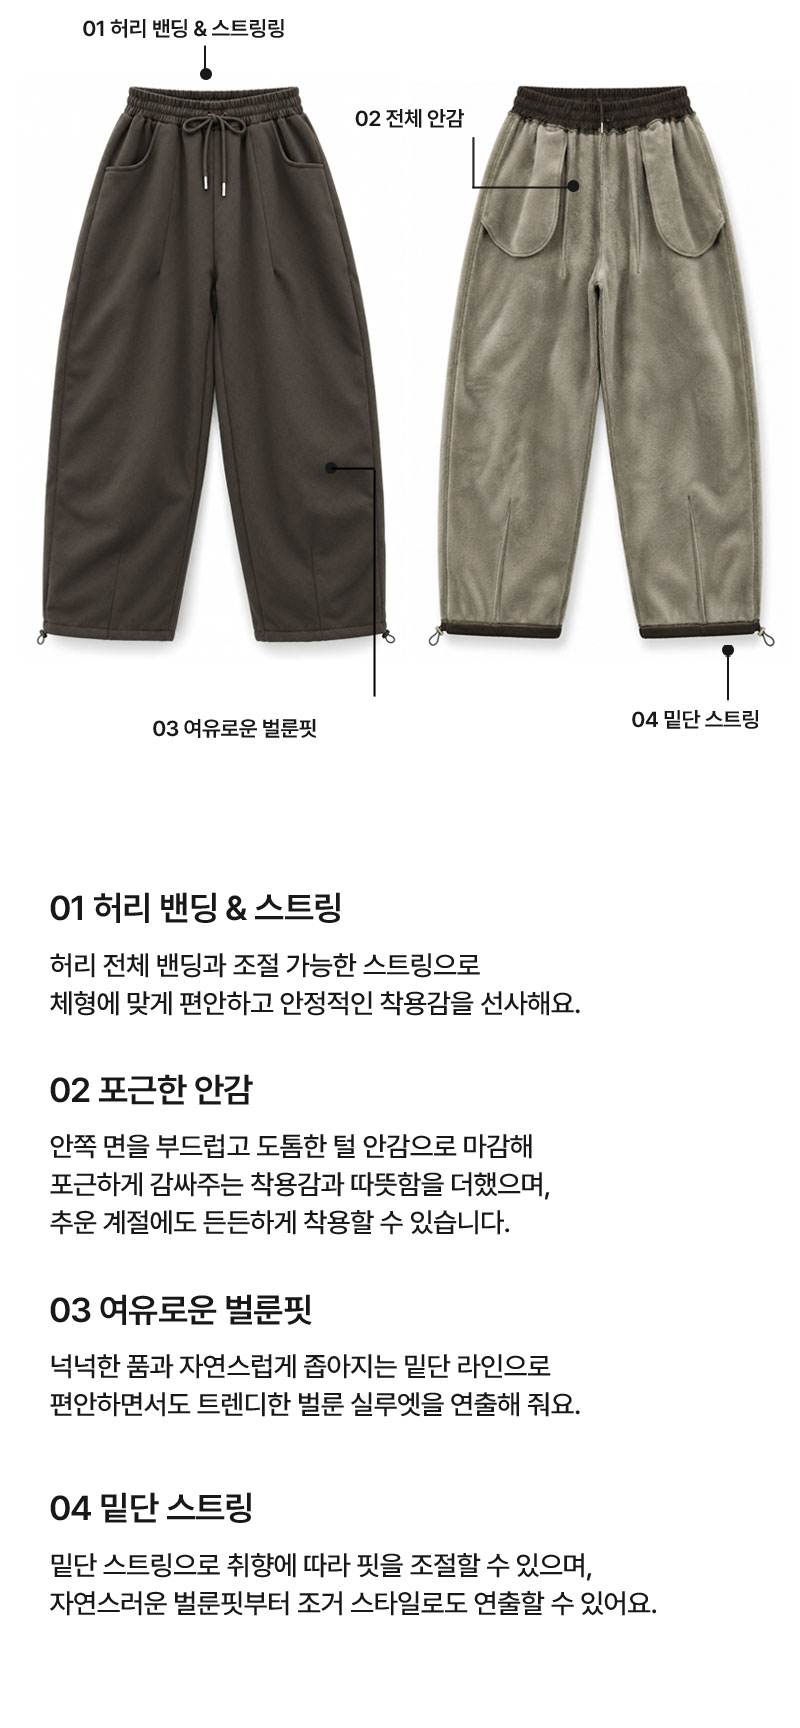 01 허리 밴딩 & 스트링링
02 전체 안감
03 여유로운 벌룬핏
04 밑단 스트링
01 허리 밴딩 & 스트링
허리 전체 밴딩과 조절 가능한 스트링으로
체형에 맞게 편안하고 안정적인 착용감을 선사해요.
02 포근한 안감
안쪽 면을 부드럽고 도톰한 털 안감으로 마감해
포근하게 감싸주는 착용감과 따뜻함을 더했으며,
추운 계절에도 든든하게 착용할 수 있습니다.
03 여유로운 벌룬핏
넉넉한 품과 자연스럽게 좁아지는 밑단 라인으로
편안하면서도 트렌디한 벌룬 실루엣을 연출해 줘요.
04 밑단 스트링
밑단 스트링으로 취향에 따라 핏을 조절할 수 있으며,
자연스러운 벌룬핏부터 조거 스타일로도 연출할 수 있어요.